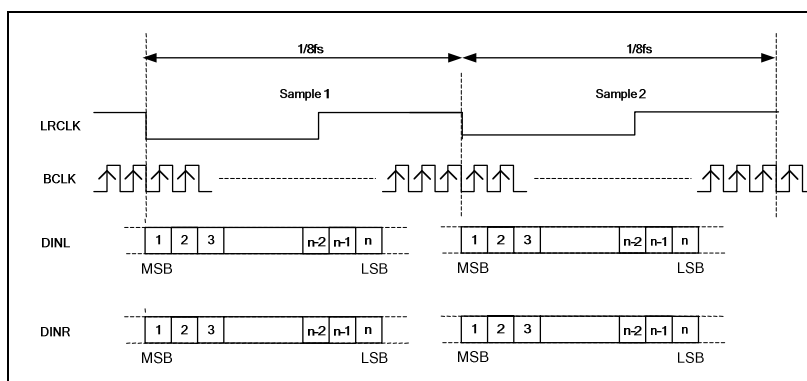 1/8fs 1/8fs
Sample 1 Sample 2
LRCLK
BCLK
DINL 1 2 3 n-2 n-1 n 1 2 3 n-2 n-1 n
MSB LSB MSB LSB
DINR 1 2 3 n-2 n-1 n 1 2 3 n-2 n-1 n
MSB LSB MSB LSB